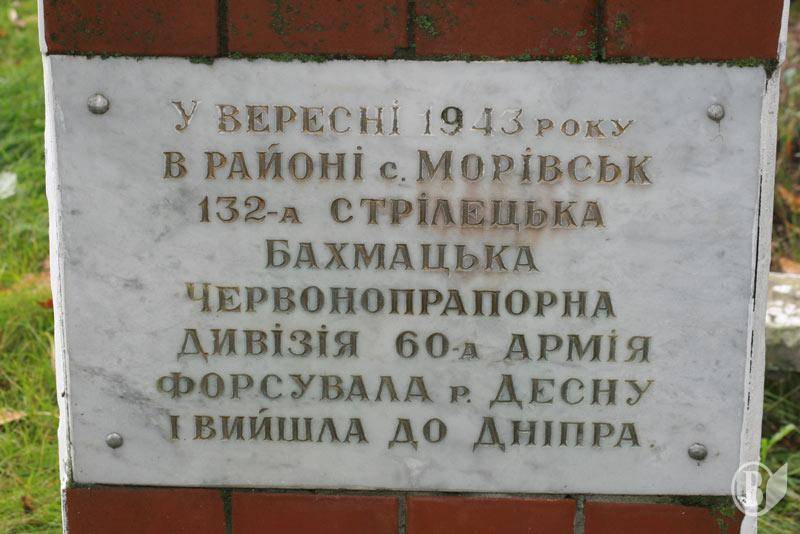 У ВЕРЕСНІ 1943 РОКУ
В РАЙОНІ с. МОРІВСЬК
132-а СТРІЛЕЦЬКА
БАХМАЦЬКА
ЧЕРВОНОПРАПОРНА
ДИВІЗІЯ 60-а АРМІЯ
ФОРСУВАЛА р. ДЕСНУ
І ВИЙШЛА ДО ДНІПРА.